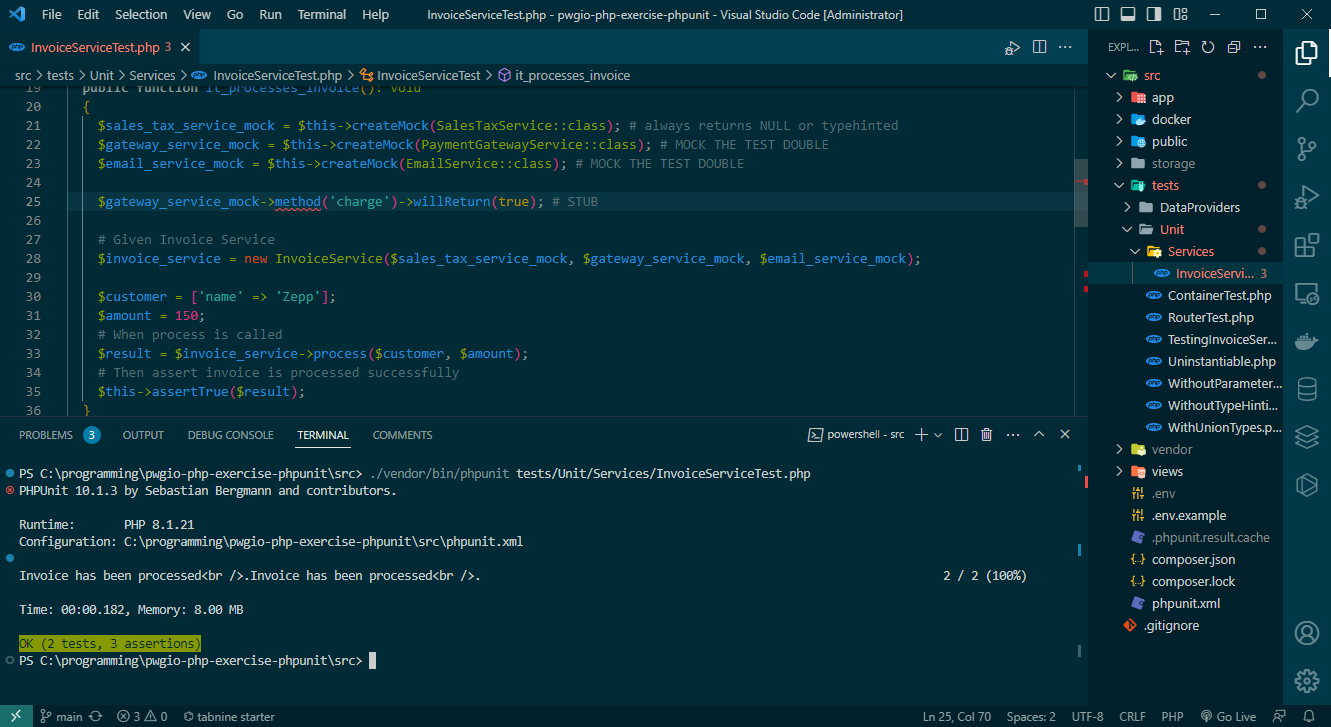 File Edit Selection View Go Run Terminal Help InvoiceServiceTest.php - pwgio-php-exercise-phpunit - Visual Studio Code [Administrator]
InvoiceServiceTest.php 3
src > tests > Unit > Services > InvoiceServiceTest.php > InvoiceServiceTest > it_processes_invoice
19 public function it_processes_invoice(): void
20 {
21 $sales_tax_service_mock = $this->createMock(SalesTaxService::class); # always returns NULL or typehinted
22 $gateway_service_mock = $this->createMock(PaymentGatewayService::class); # MOCK THE TEST DOUBLE
23 $email_service_mock = $this->createMock(EmailService::class); # MOCK THE TEST DOUBLE
24
25 $gateway_service_mock->method('charge')->willReturn(true); # STUB
26
27 # Given Invoice Service
28 $invoice_service = new InvoiceService($sales_tax_service_mock, $gateway_service_mock, $email_service_mock);
29
30 $customer = ['name' => 'Zepp'];
31 $amount = 150;
32 # When process is called
33 $result = $invoice_service->process($customer, $amount);
34 # Then assert invoice is processed successfully
35 $this->assertTrue($result);
36 }
PROBLEMS 3 OUTPUT DEBUG CONSOLE TERMINAL COMMENTS
powershell - src
PS C:\programming\pwgio-php-exercise-phpunit\src> ./vendor/bin/phpunit tests/Unit/Services/InvoiceServiceTest.php
PHPUnit 10.1.3 by Sebastian Bergmann and contributors.
Runtime: PHP 8.1.21
Configuration: C:\programming\pwgio-php-exercise-phpunit\src\phpunit.xml
Invoice has been processed<br />.Invoice has been processed<br />. 2 / 2 (100%)
Time: 00:00.182, Memory: 8.00 MB
OK (2 tests, 3 assertions)
PS C:\programming\pwgio-php-exercise-phpunit\src>
EXPL...
src
app
docker
public
storage
tests
DataProviders
Unit
Services
InvoiceServi... 3
ContainerTest.php
RouterTest.php
TestingInvoiceSer...
Uninstantiable.php
WithoutParameter...
WithoutTypeHinti...
WithUnionTypes.p...
vendor
views
.env
.env.example
.phpunit.result.cache
composer.json
composer.lock
phpunit.xml
.gitignore
main 3 0 tabnine starter
Ln 25, Col 70 Spaces: 2 UTF-8 CRLF PHP Go Live